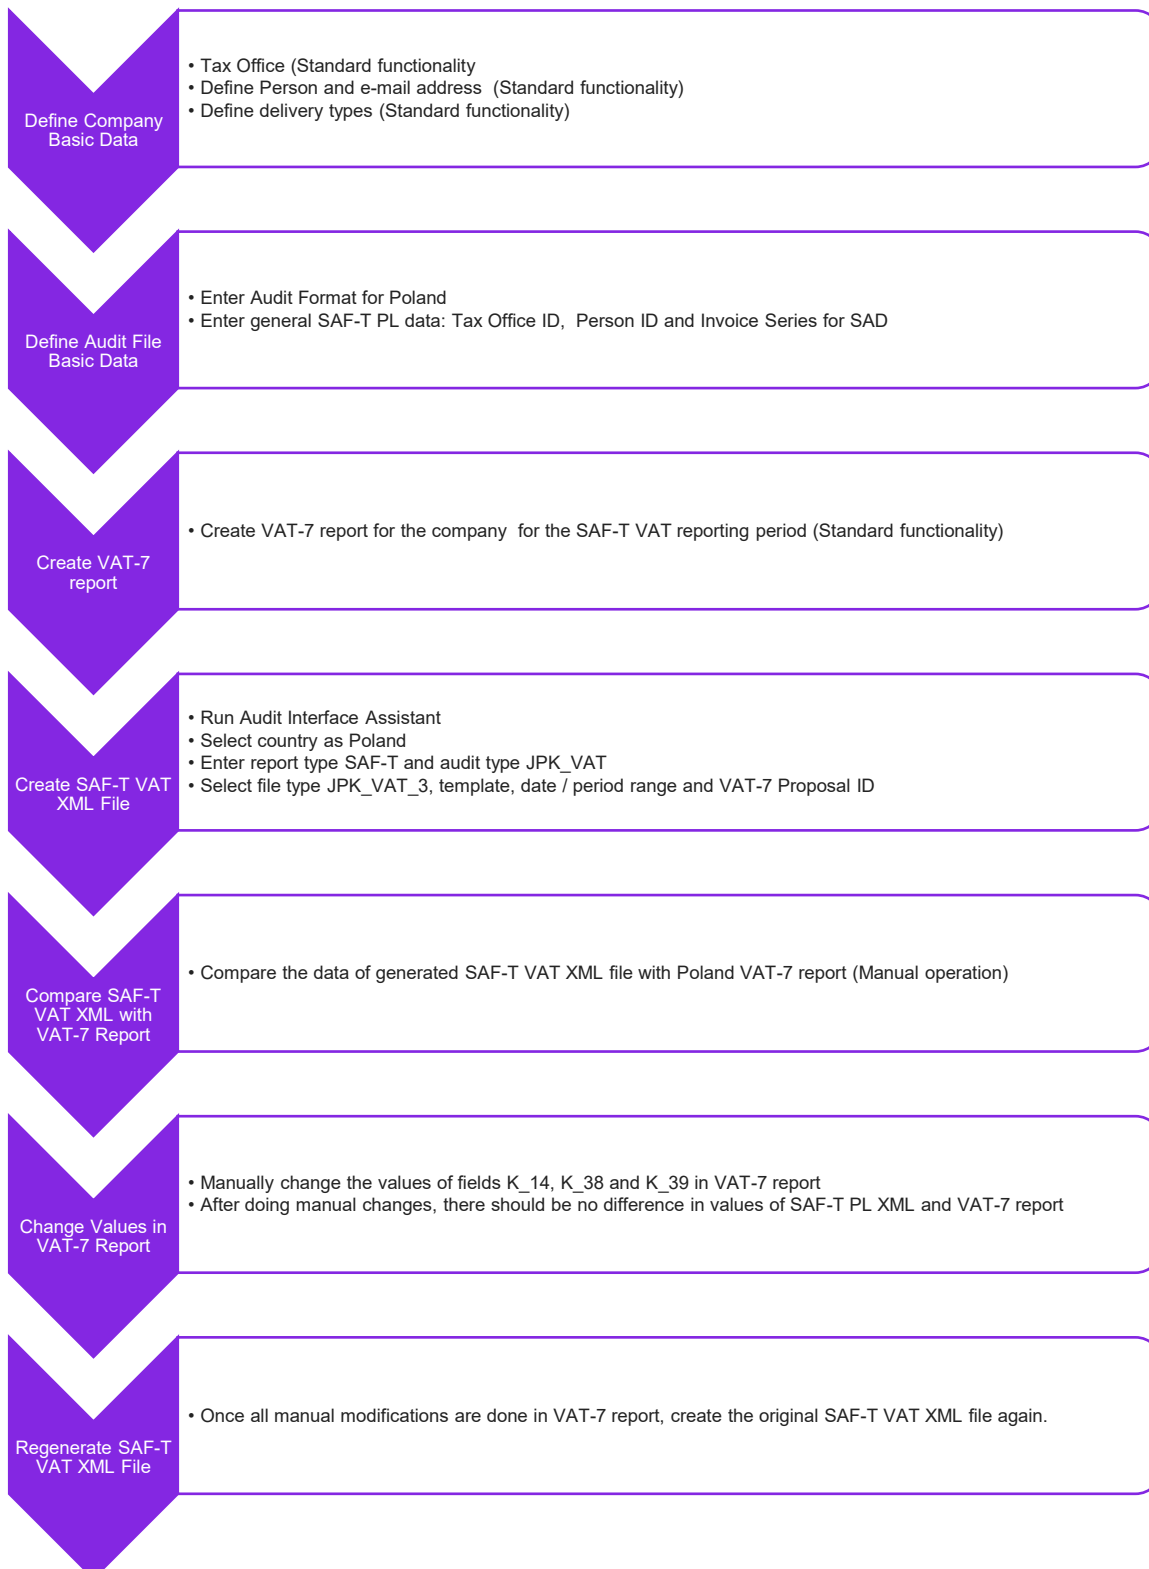 Define Company
Basic Data
• Tax Office (Standard functionality
• Define Person and e-mail address  (Standard functionality)
• Define delivery types (Standard functionality)
Define Audit File
Basic Data
• Enter Audit Format for Poland
• Enter general SAF-T PL data: Tax Office ID,  Person ID and Invoice Series for SAD
Create VAT-7
report
• Create VAT-7 report for the company  for the SAF-T VAT reporting period (Standard functionality)
Create SAF-T VAT
XML File
• Run Audit Interface Assistant
• Select country as Poland
• Enter report type SAF-T and audit type JPK_VAT
• Select file type JPK_VAT_3, template, date / period range and VAT-7 Proposal ID
Compare SAF-T
VAT XML with
VAT-7 Report
• Compare the data of generated SAF-T VAT XML file with Poland VAT-7 report (Manual operation)
Change Values in
VAT-7 Report
• Manually change the values of fields K_14, K_38 and K_39 in VAT-7 report
• After doing manual changes, there should be no difference in values of SAF-T PL XML and VAT-7 report
Regenerate SAF-T
VAT XML File
• Once all manual modifications are done in VAT-7 report, create the original SAF-T VAT XML file again.